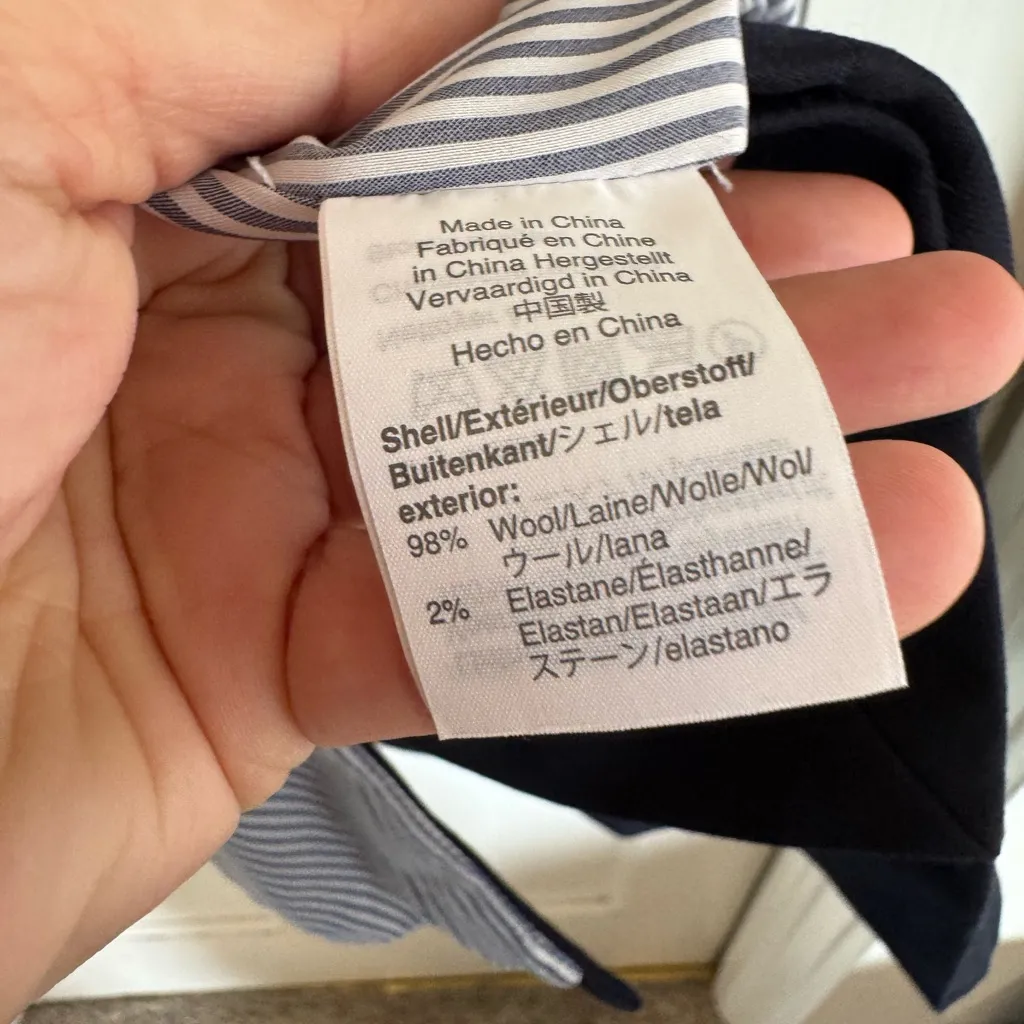 Made in China
Fabriqué en Chine
in China Hergestellt
Vervaardigd in China
中国製
Hecho en China
Shell/Extérieur/Oberstoff/
Buitenkant/シェル/tela
exterior:
98% Wool/Laine/Wolle/Wol/
ウール/lana
2% Elastane/Élasthanne/
Elastan/Elastaan/エラ
ステーン/elastano